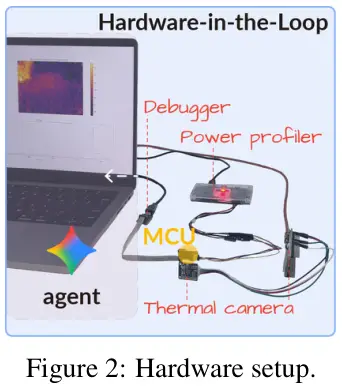 Hardware-in-the-Loop
Debugger
Power profiler
MCU
agent
Thermal camera
Figure 2: Hardware setup.